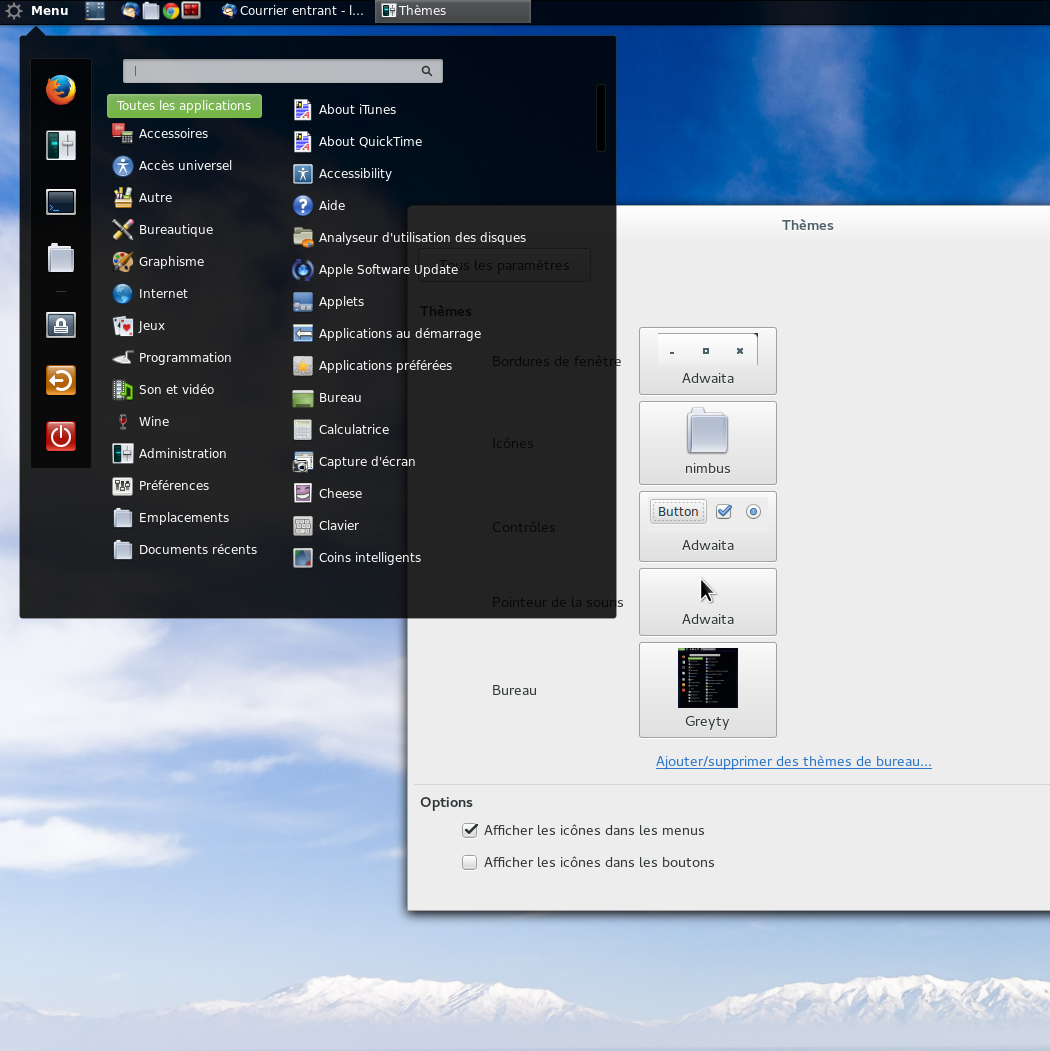 Menu
Courrier entrant - l...
Thèmes
Toutes les applications
Accessoires
Accès universel
Autre
Bureautique
Graphisme
Internet
Jeux
Programmation
Son et vidéo
Wine
Administration
Préférences
Emplacements
Documents récents
About iTunes
About QuickTime
Accessibility
Aide
Analyseur d'utilisation des disques
Apple Software Update
Applets
Applications au démarrage
Applications préférées
Bureau
Calculatrice
Capture d'écran
Cheese
Clavier
Coins intelligents
Thèmes
Tous les paramètres
Thèmes
Bordures de fenêtre
Adwaita
Icônes
nimbus
Contrôles
Button
Adwaita
Pointeur de la souris
Adwaita
Bureau
Greyty
Ajouter/supprimer des thèmes de bureau...
Options
Afficher les icônes dans les menus
Afficher les icônes dans les boutons